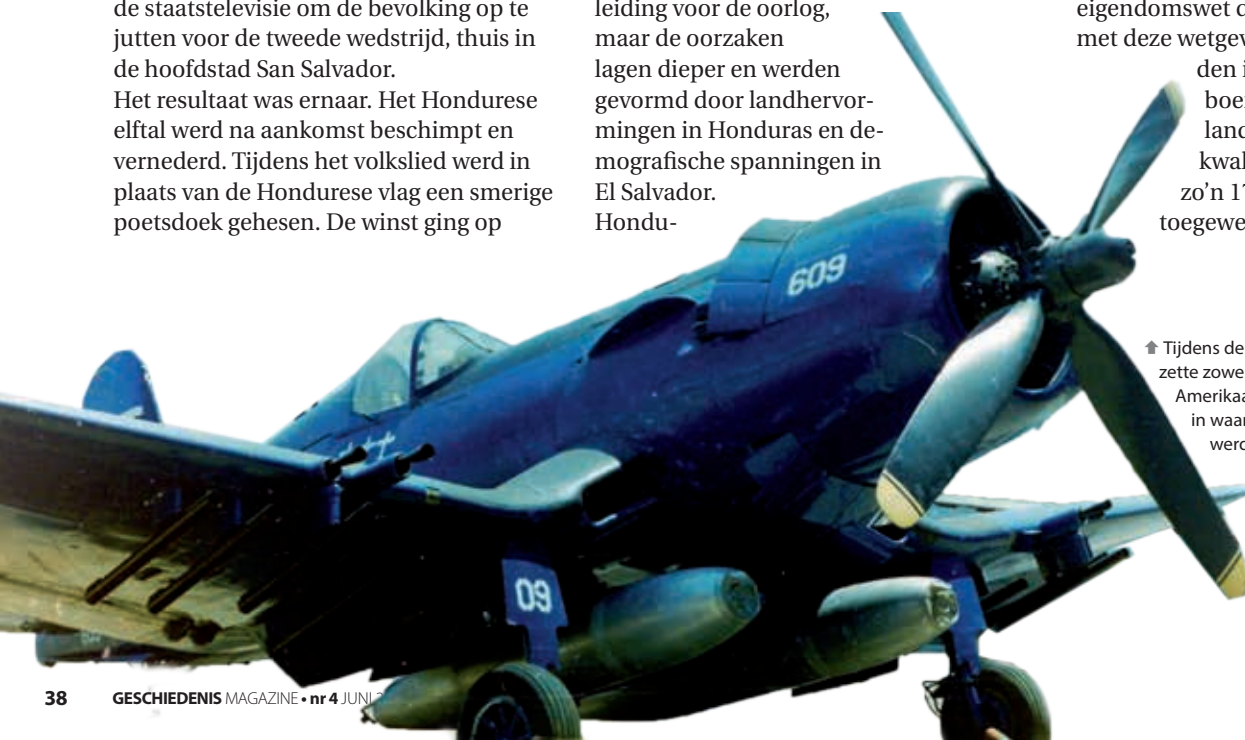 de staatstelevisie om de bevolking op te
jutten voor de tweede wedstrijd, thuis in
de hoofdstad San Salvador.
Het resultaat was ernaar. Het Hondurese
elftal werd na aankomst beschimpt en
vernederd. Tijdens het volkslied werd in
plaats van de Hondurese vlag een smerige
poetsdoek gehesen. De winst ging op
leiding voor de oorlog,
maar de oorzaken
lagen dieper en werden
gevormd door landhervor-
mingen in Honduras en de-
mografische spanningen in
El Salvador.
Hondu-
eigendomswet
met deze wetgev
den
boe
land
kwal
zo'n 17
toegewe
Tijdens de
zette zowe
Amerikaa
in waar
werd
609
09
38 GESCHIEDENIS MAGAZINE • nr 4 JUNI